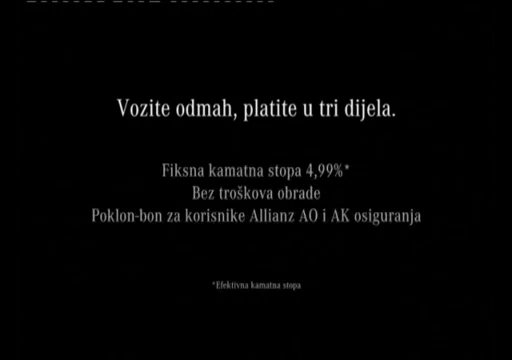 Vozite odmah, platite u tri dijela.
Fiksna kamatna stopa 4,99%*
Bez troškova obrade
Poklon-bon za korisnike Allianz AO i AK osiguranja
*Efektivna kamatna stopa